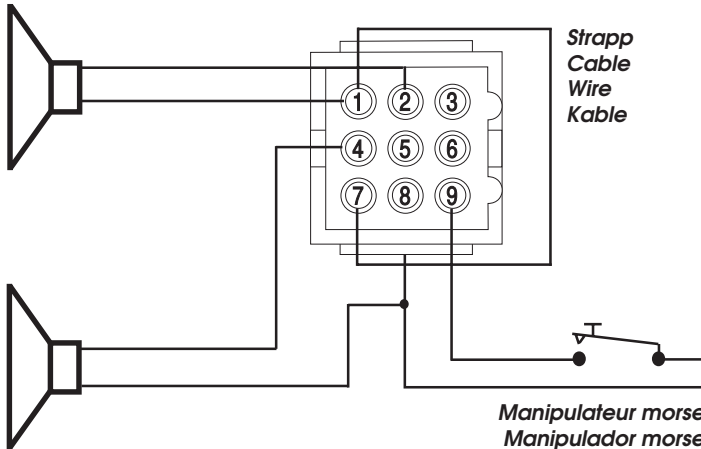 Strapp
Cable
Wire
Kable
1 2 3
4 5 6
7 8 9
Manipulateur morse
Manipulador morse